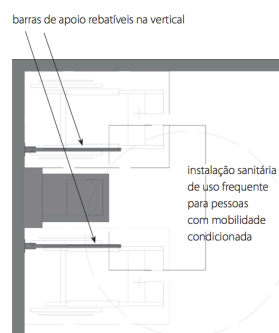 barras de apoio rebatíveis na vertical
instalação sanitária
de uso frequente
para pessoas
com mobilidade
condicionada